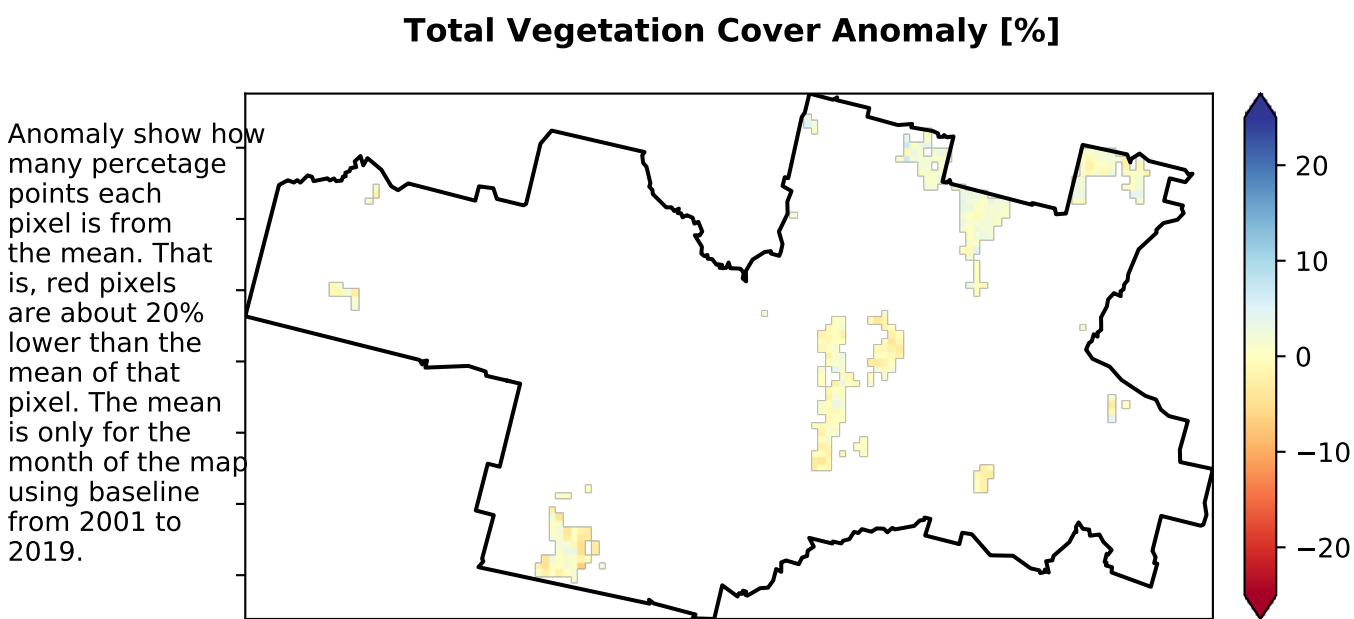 Total Vegetation Cover Anomaly [%]
Anomaly show how
many percetage
points each
pixel is from
the mean. That
is, red pixels
are about 20%
lower than the
mean of that
pixel. The mean
is only for the
month of the map
using baseline
from 2001 to
2019.
20
10
0
−10
−20